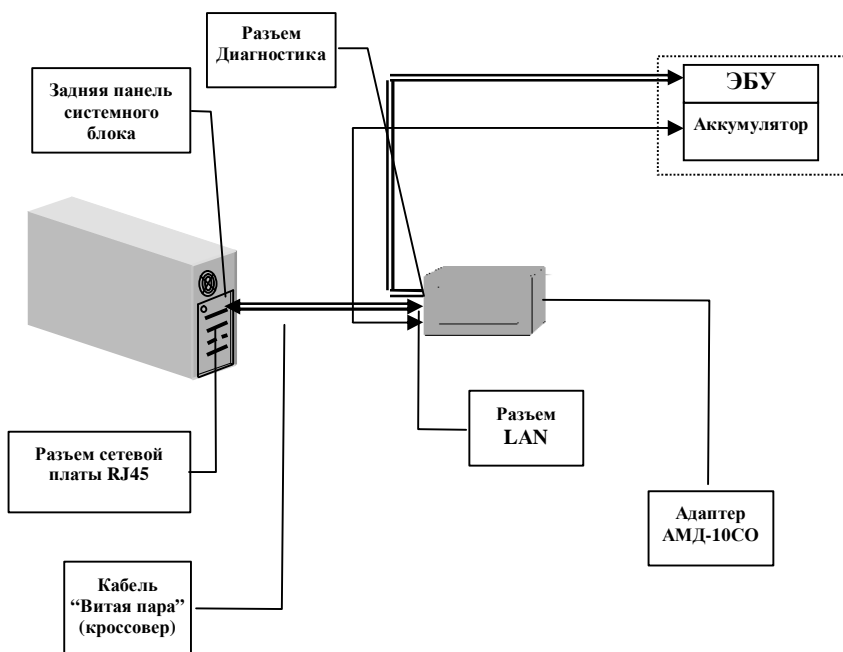 Разъем
Диагностика
ЭБУ
Аккумулятор
Задняя панель
системного
блока
Разъем
LAN
Разъем сетевой
платы RJ45
Адаптер
АМД-10СО
Кабель
“Витая пара”
(кроссовер)